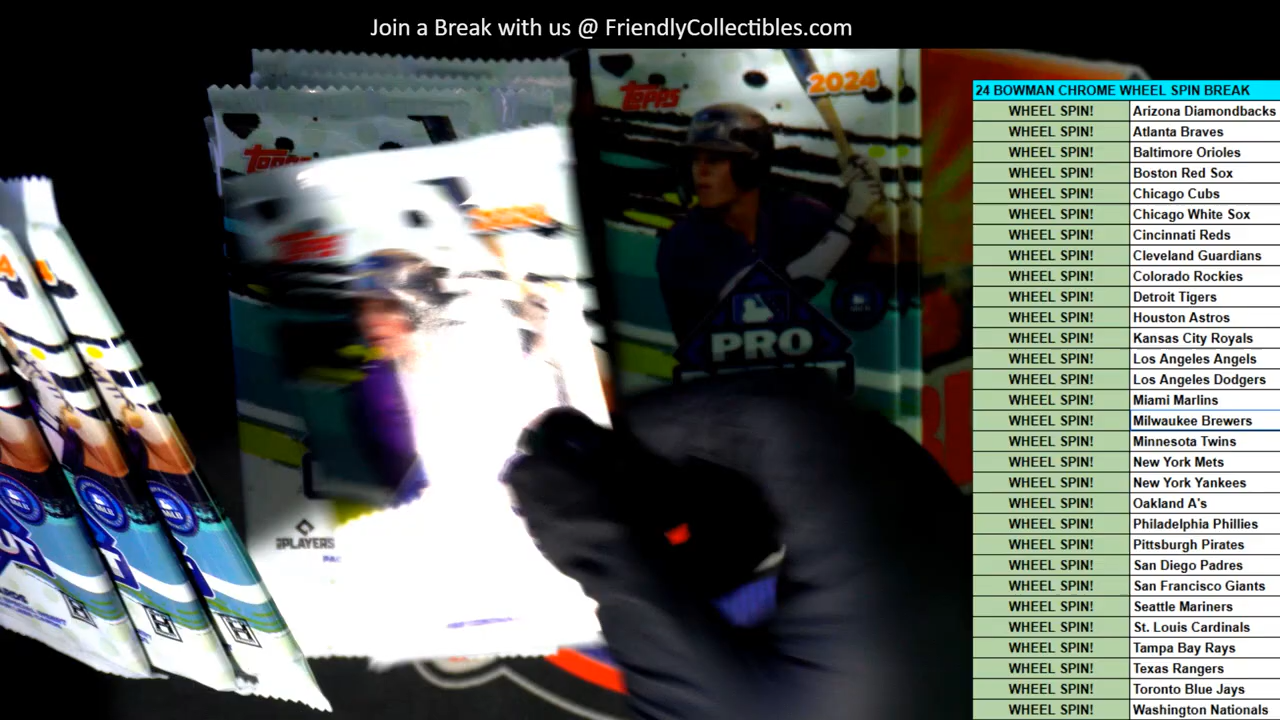 Join a Break with us @ FriendlyCollectibles.com
24 BOWMAN CHROME WHEEL SPIN BREAK
WHEEL SPIN! Arizona Diamondbacks
WHEEL SPIN! Atlanta Braves
WHEEL SPIN! Baltimore Orioles
WHEEL SPIN! Boston Red Sox
WHEEL SPIN! Chicago Cubs
WHEEL SPIN! Chicago White Sox
WHEEL SPIN! Cincinnati Reds
WHEEL SPIN! Cleveland Guardians
WHEEL SPIN! Colorado Rockies
WHEEL SPIN! Detroit Tigers
WHEEL SPIN! Houston Astros
WHEEL SPIN! Kansas City Royals
WHEEL SPIN! Los Angeles Angels
WHEEL SPIN! Los Angeles Dodgers
WHEEL SPIN! Miami Marlins
WHEEL SPIN! Milwaukee Brewers
WHEEL SPIN! Minnesota Twins
WHEEL SPIN! New York Mets
WHEEL SPIN! New York Yankees
WHEEL SPIN! Oakland A's
WHEEL SPIN! Philadelphia Phillies
WHEEL SPIN! Pittsburgh Pirates
WHEEL SPIN! San Diego Padres
WHEEL SPIN! San Francisco Giants
WHEEL SPIN! Seattle Mariners
WHEEL SPIN! St. Louis Cardinals
WHEEL SPIN! Tampa Bay Rays
WHEEL SPIN! Texas Rangers
WHEEL SPIN! Toronto Blue Jays
WHEEL SPIN! Washington Nationals
TOPPS 2024
PRO
TOPPS
PLAYERS